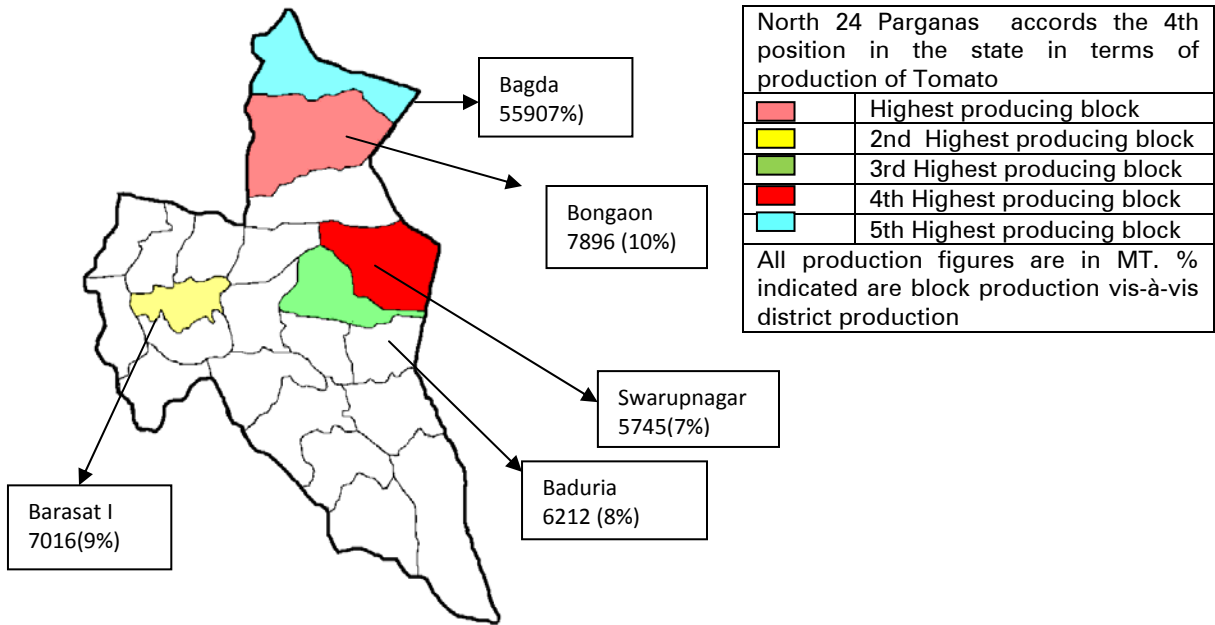 Bagda
55907%)
Bongaon
7896 (10%)
Swarupnagar
5745(7%)
Baduria
6212 (8%)
Barasat I
7016(9%)
North 24 Parganas accords the 4th
position in the state in terms of
production of Tomato
Highest producing block
2nd Highest producing block
3rd Highest producing block
4th Highest producing block
5th Highest producing block
All production figures are in MT. %
indicated are block production vis-à-vis
district production